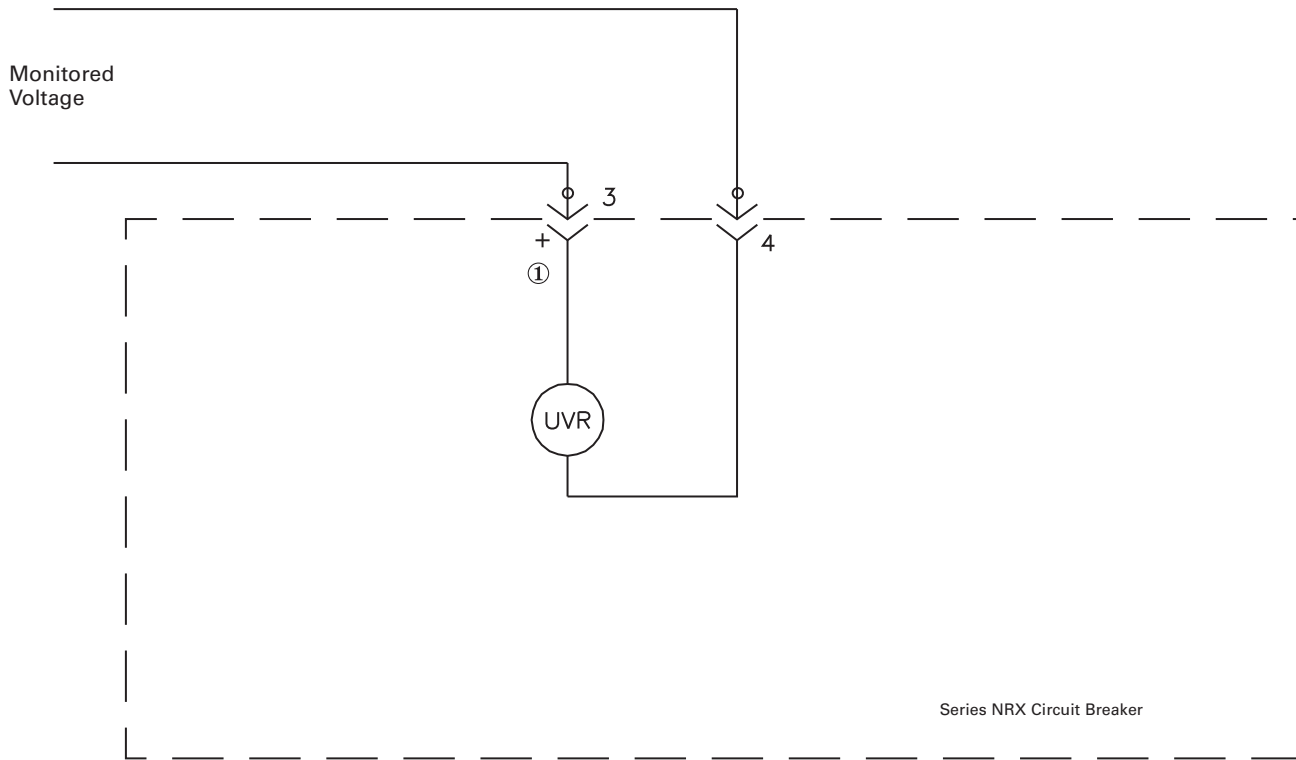 Monitored
Voltage
3
+
4
①
UVR
Series NRX Circuit Breaker